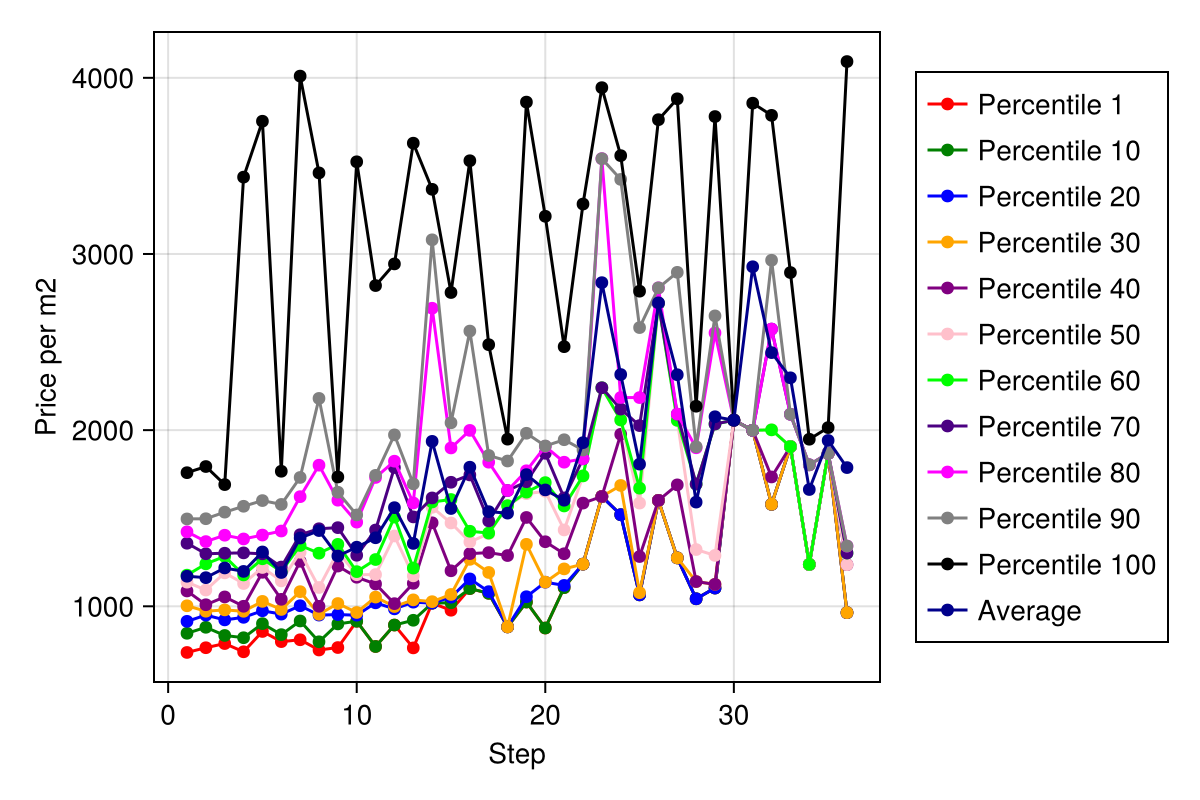 4000
3000
2000
1000
Price per m2
0
10
20
30
Step
Percentile 1
Percentile 10
Percentile 20
Percentile 30
Percentile 40
Percentile 50
Percentile 60
Percentile 70
Percentile 80
Percentile 90
Percentile 100
Average